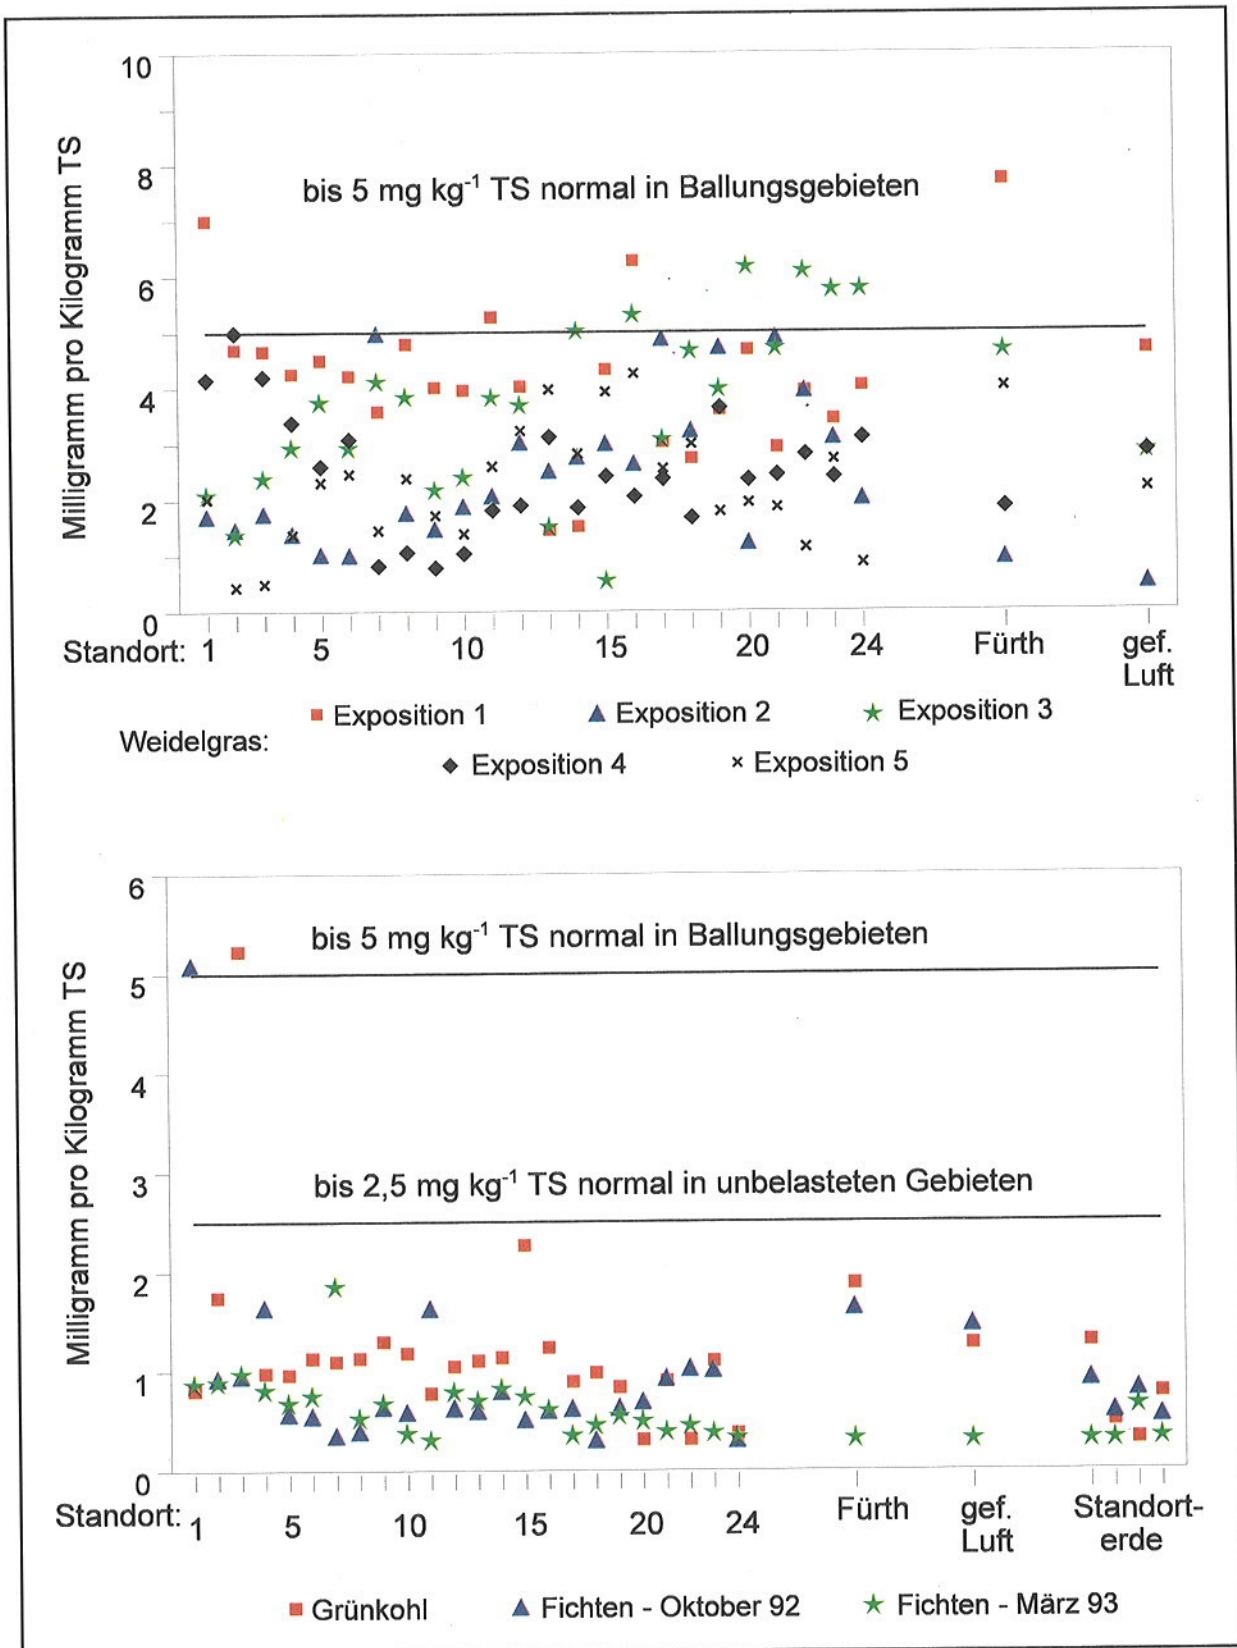 10
8
6
4
2
0
Milligramm pro Kilogramm TS
bis 5 mg kg⁻¹ TS normal in Ballungsgebieten
Standort: 1 5 10 15 20 24 Fürth gef. Luft
Exposition 1 Exposition 2 Exposition 3
Weidelgras:
Exposition 4 Exposition 5
6
5
4
3
2
1
0
Milligramm pro Kilogramm TS
bis 5 mg kg⁻¹ TS normal in Ballungsgebieten
bis 2,5 mg kg⁻¹ TS normal in unbelasteten Gebieten
Standort: 1 5 10 15 20 24 Fürth gef. Luft Standort-erde
Grünkohl Fichten - Oktober 92 Fichten - März 93